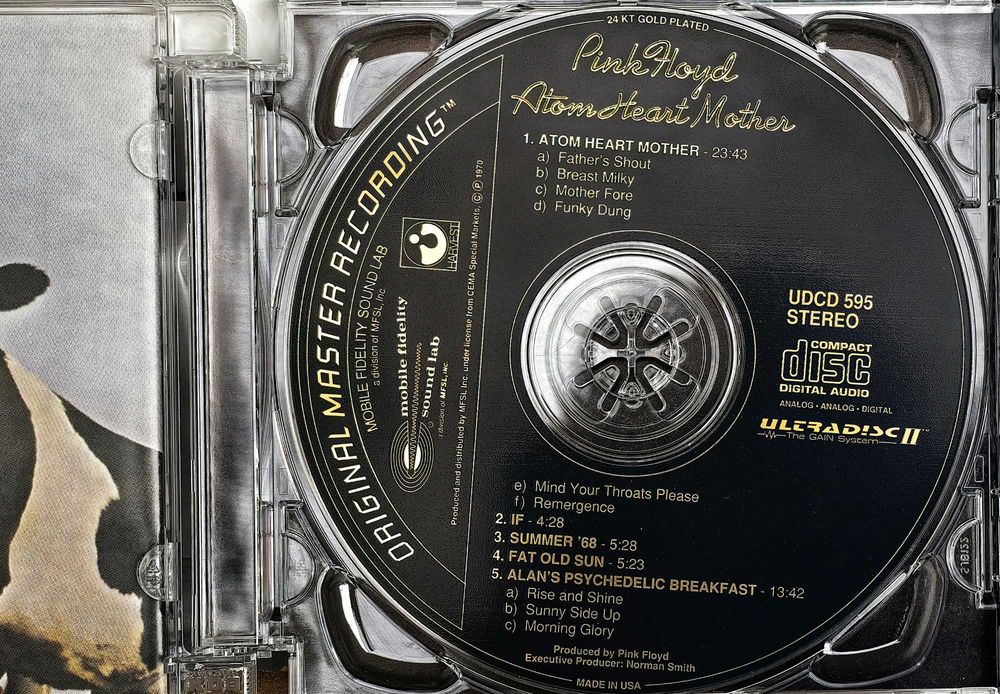 24 KT GOLD PLATED
Pink Floyd
Atom Heart Mother
1. ATOM HEART MOTHER - 23:43
a) Father's Shout
b) Breast Milky
c) Mother Fore
d) Funky Dung
e) Mind Your Throats Please
f) Remergence
2. IF - 4:28
3. SUMMER '68 - 5:28
4. FAT OLD SUN - 5:23
5. ALAN'S PSYCHEDELIC BREAKFAST - 13:42
a) Rise and Shine
b) Sunny Side Up
c) Morning Glory
Produced by Pink Floyd
Executive Producer: Norman Smith
MADE IN USA
ORIGINAL MASTER RECORDING™
MOBILE FIDELITY SOUND LAB
a division of MFSL, Inc.
HARVEST
mobile fidelity
sound lab
a division of MFSL, INC.
Produced and distributed by MFSL Inc. under license from CEMA Special Markets, Ⓒ Ⓟ 1970
UDCD 595
STEREO
COMPACT
disc
DIGITAL AUDIO
ANALOG • ANALOG • DIGITAL
ULTRADISC II™
The GAIN System
218153